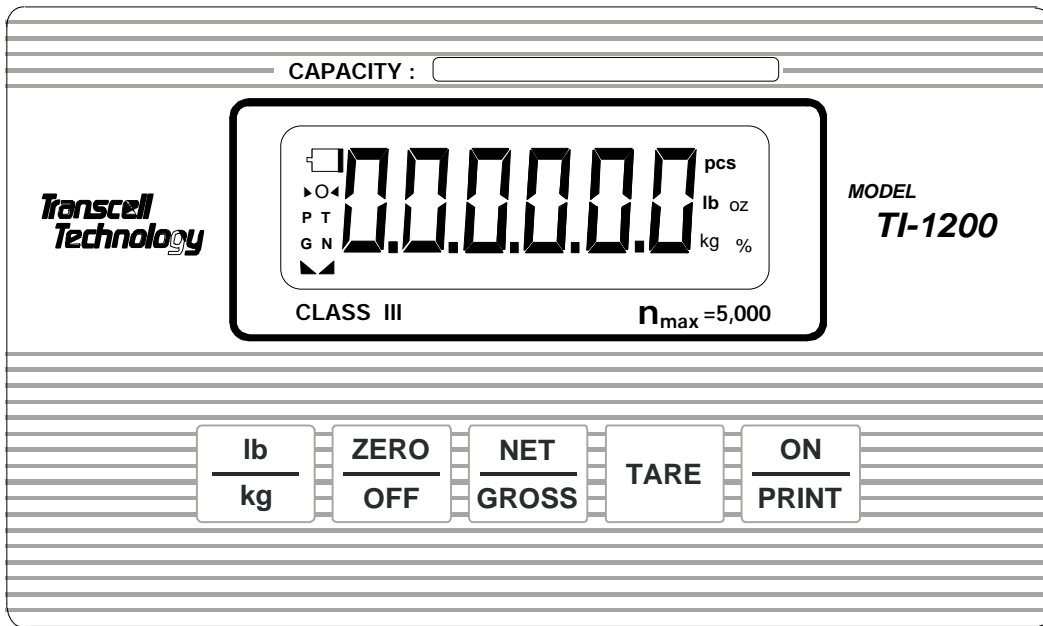 CAPACITY :
0.0.0.0.0.0
pcs
lb oz
kg %
O
P T
G N
CLASS III
nmax =5,000
Transcell
Technology
MODEL
TI-1200
lb
kg
ZERO
OFF
NET
GROSS
TARE
ON
PRINT